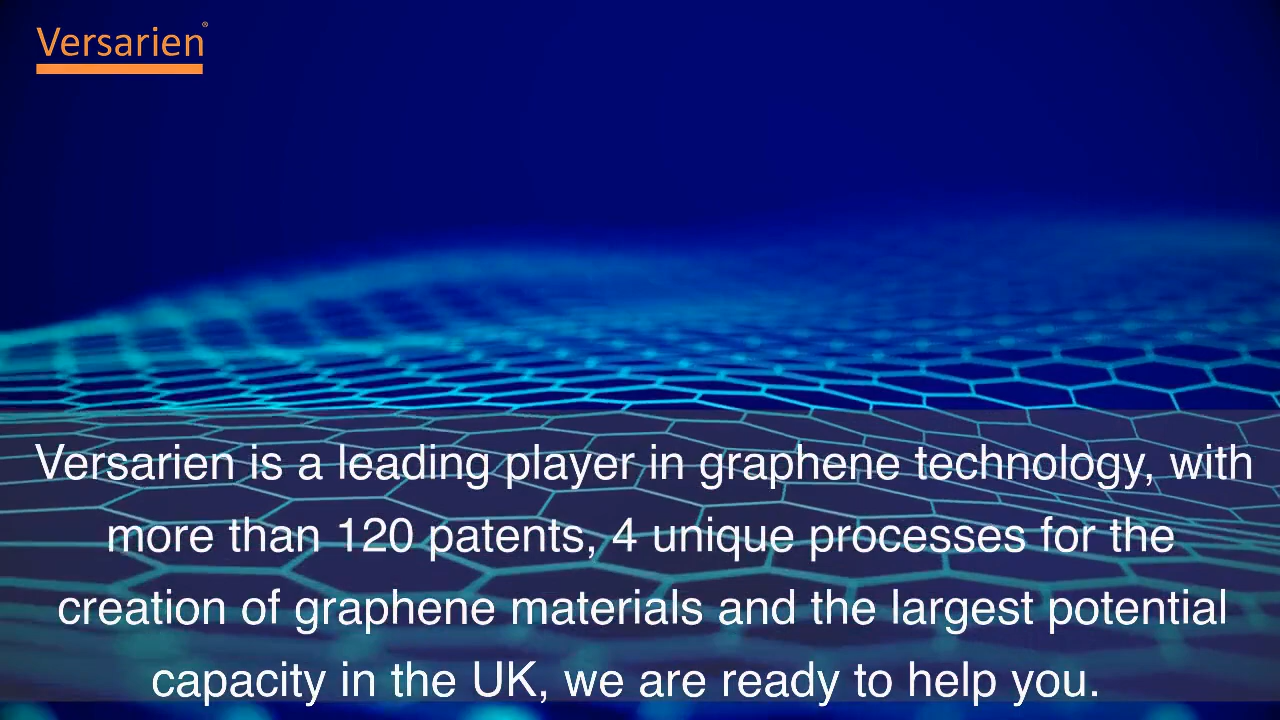 Versarien®
Versarien is a leading player in graphene technology, with
more than 120 patents, 4 unique processes for the
creation of graphene materials and the largest potential
capacity in the UK, we are ready to help you.